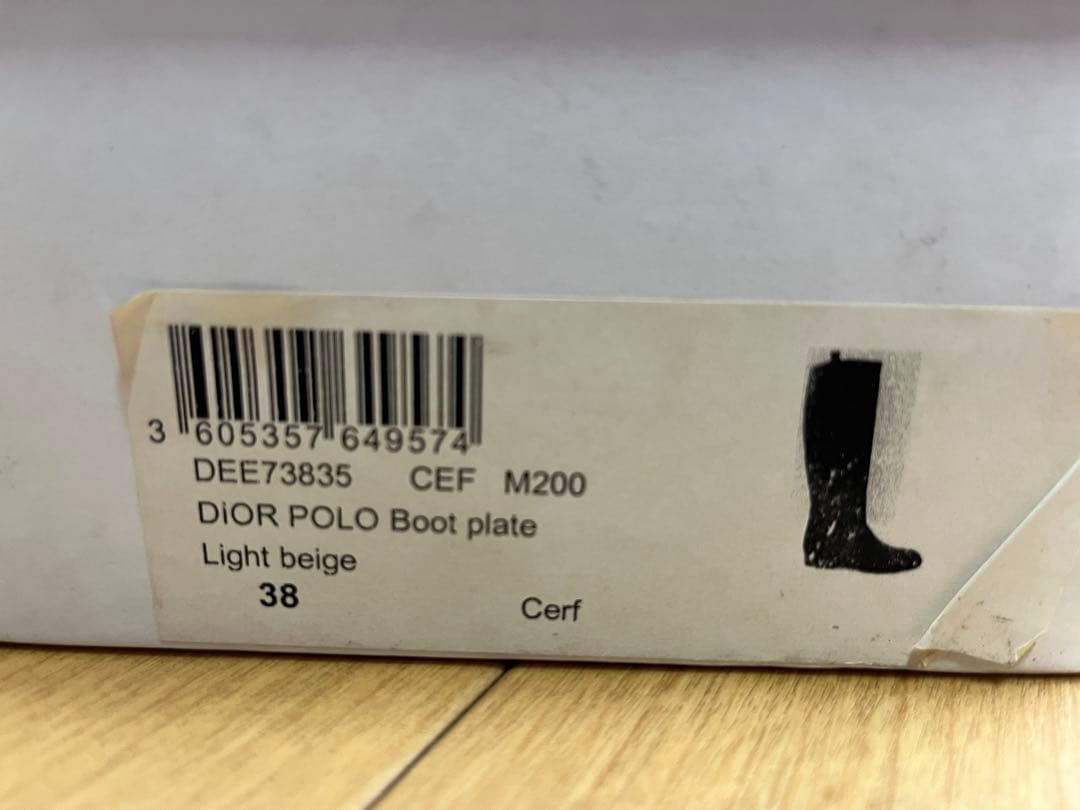 3 605357 649574
DEE73835 CEF M200
DiOR POLO Boot plate
Light beige
38 Cerf